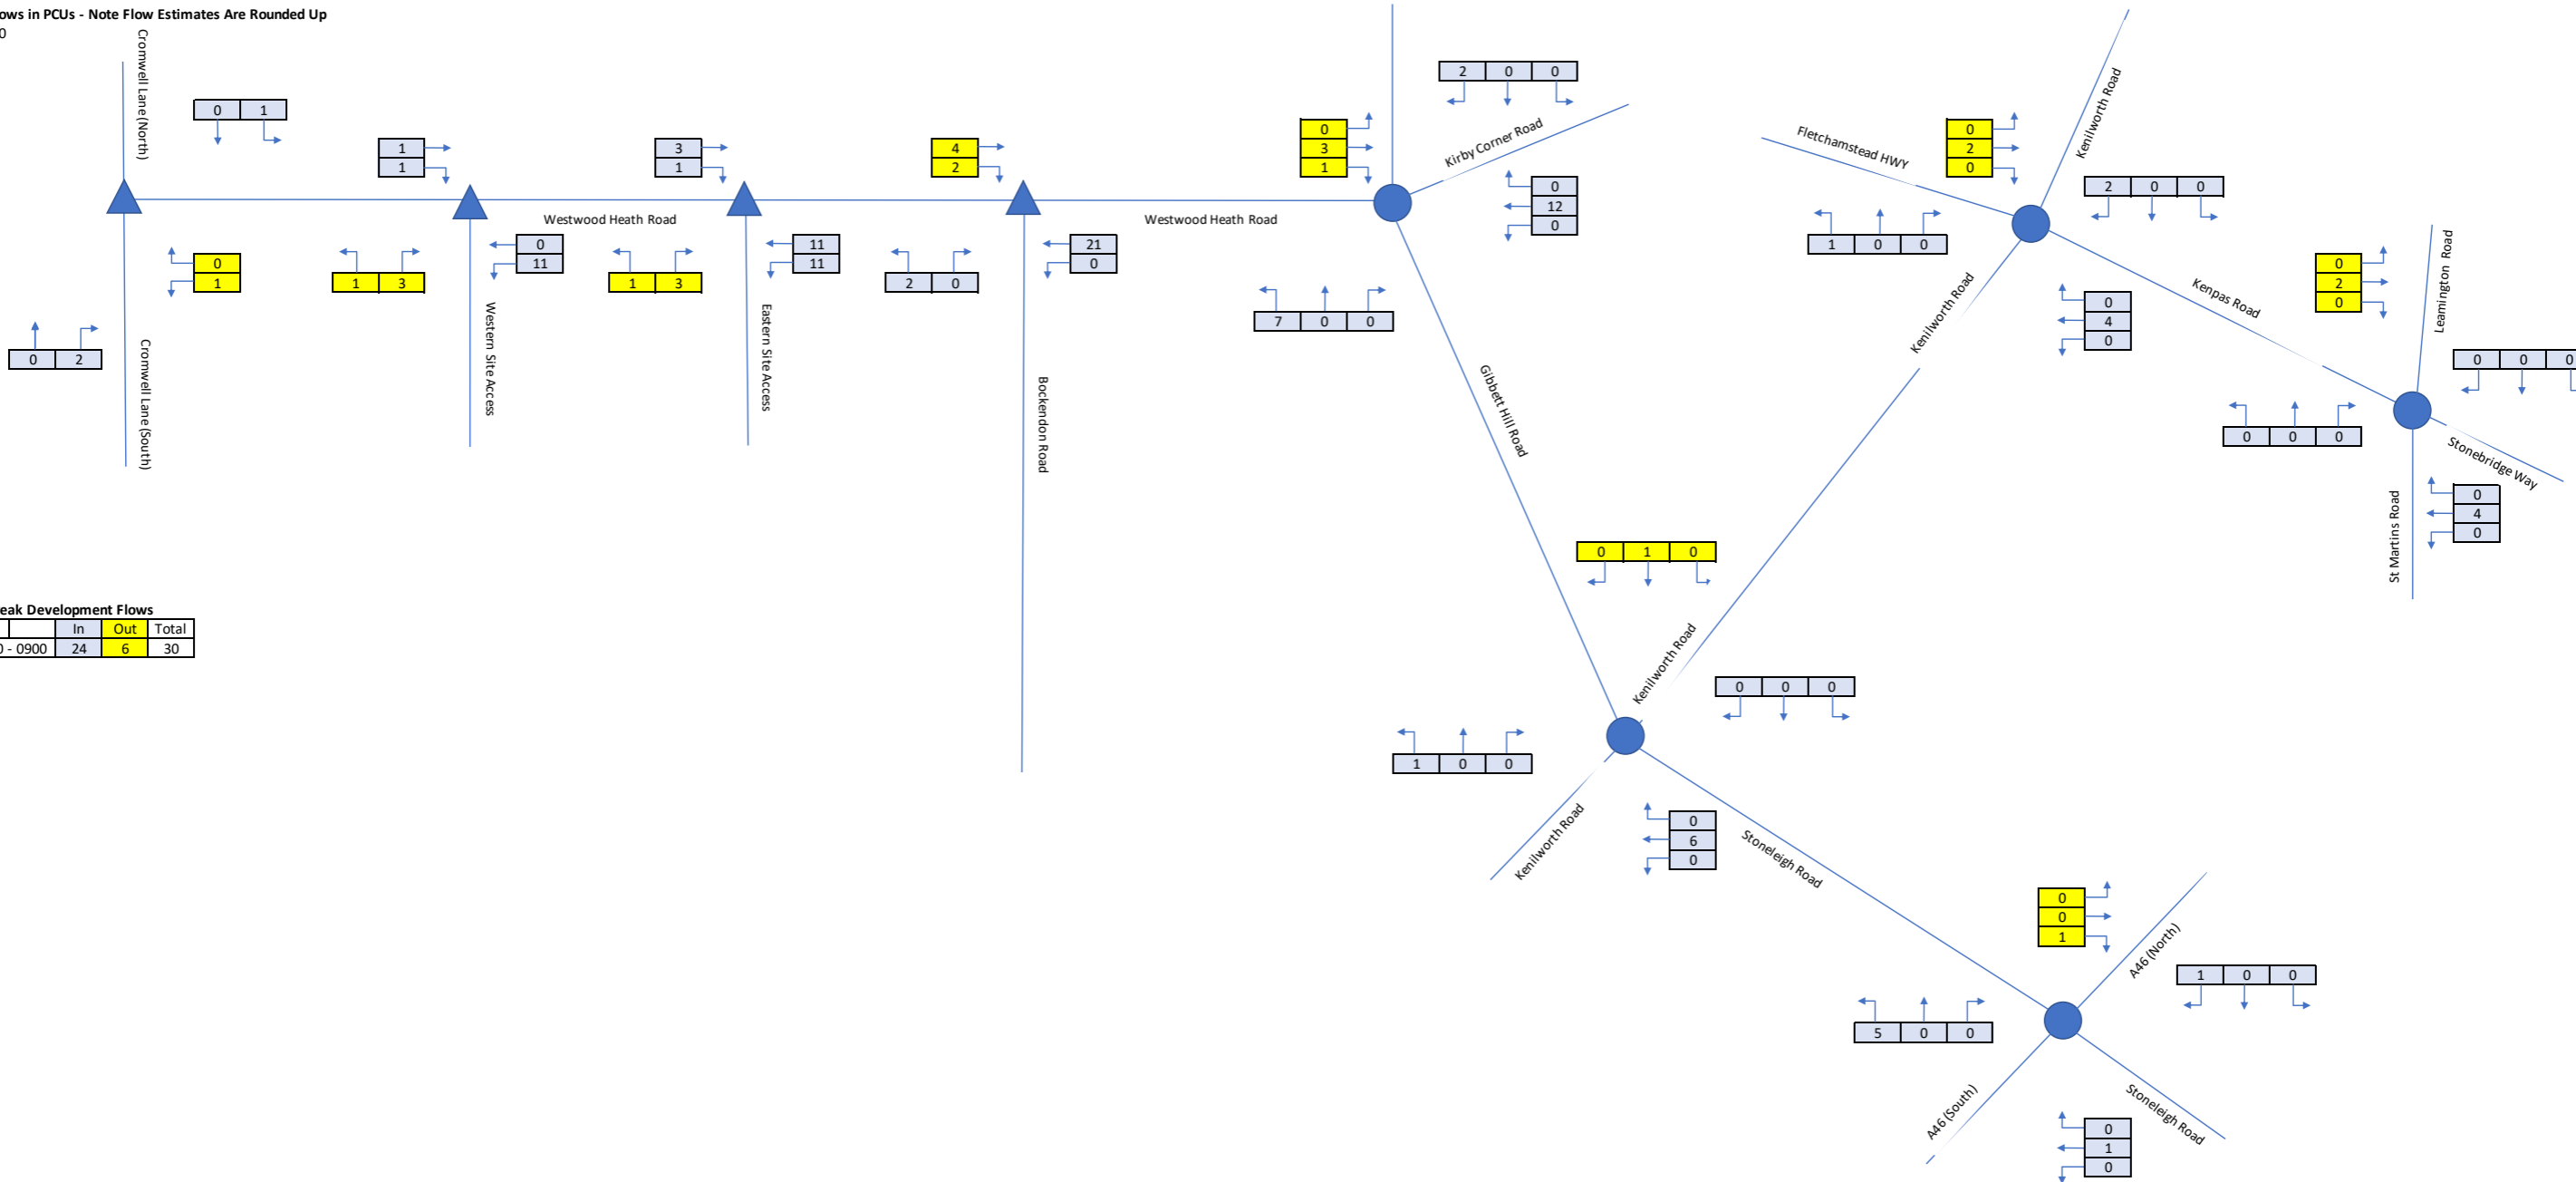 ows in PCUs - Note Flow Estimates Are Rounded Up
0
Cromwell Lane (North)
0 1
1
1
3
1
4
2
0
3
1
2 0 0
Kirby Corner Road
0
12
0
Westwood Heath Road
Westwood Heath Road
0
1
1 3
0
11
1 3
11
11
2 0
21
0
7 0 0
0 2
Cromwell Lane (South)
Western Site Access
Eastern Site Access
Bockendon Road
Gibbett Hill Road
Fletchamstead HWY
0
2
0
Kenilworth Road
2 0 0
1 0 0
Kenilworth Road
0
4
0
Kenpas Road
0
2
0
Leamington Road
0 0 0
0 0 0
Stonebridge Way
St Martins Road
0
4
0
0 1 0
Kenilworth Road
0 0 0
1 0 0
Kenilworth Road
0
6
0
Stoneleigh Road
0
0
1
A46 (North)
1 0 0
5 0 0
A46 (South)
Stoneleigh Road
0
1
0
eak Development Flows
In Out Total
0 - 0900 24 6 30